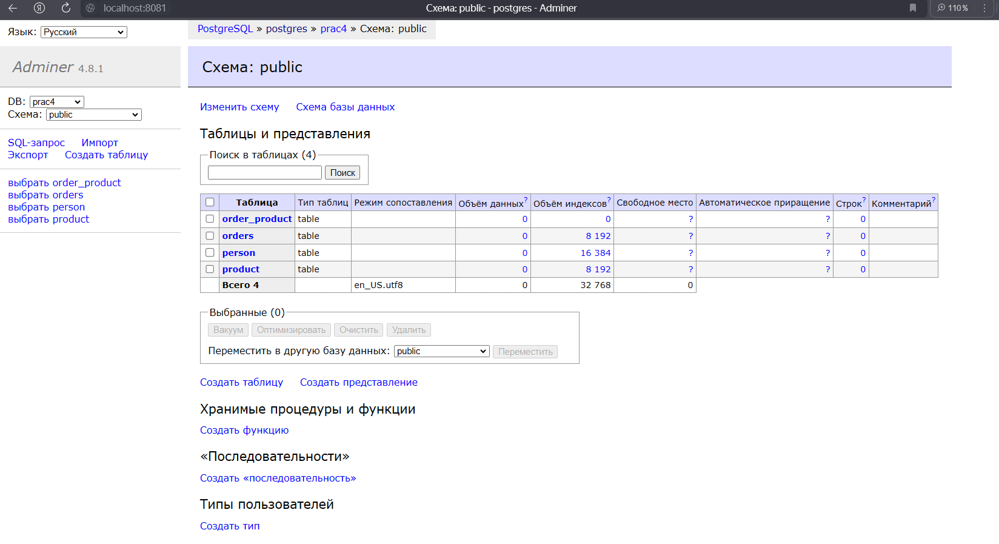 localhost:8081
Схема: public - postgres - Adminer
110 %
Язык: Русский
PostgreSQL » postgres » prac4 » Схема: public
Adminer 4.8.1
Схема: public
DB: prac4
Схема: public
Изменить схему Схема базы данных
SQL-запрос Импорт
Экспорт Создать таблицу
выбрать order_product
выбрать orders
выбрать person
выбрать product
Таблицы и представления
Поиск в таблицах (4)
Поиск
Таблица Тип таблиц Режим сопоставления Объём данных? Объём индексов? Свободное место Автоматическое приращение Строк? Комментарий?
order_product table 0 0 ? ? 0
orders table 0 8 192 ? ? 0
person table 0 16 384 ? ? 0
product table 0 8 192 ? ? 0
Всего 4 en_US.utf8 0 32 768 0
Выбранные (0)
Вакуум Оптимизировать Очистить Удалить
Переместить в другую базу данных: public Переместить
Создать таблицу Создать представление
Хранимые процедуры и функции
Создать функцию
«Последовательности»
Создать «последовательность»
Типы пользователей
Создать тип